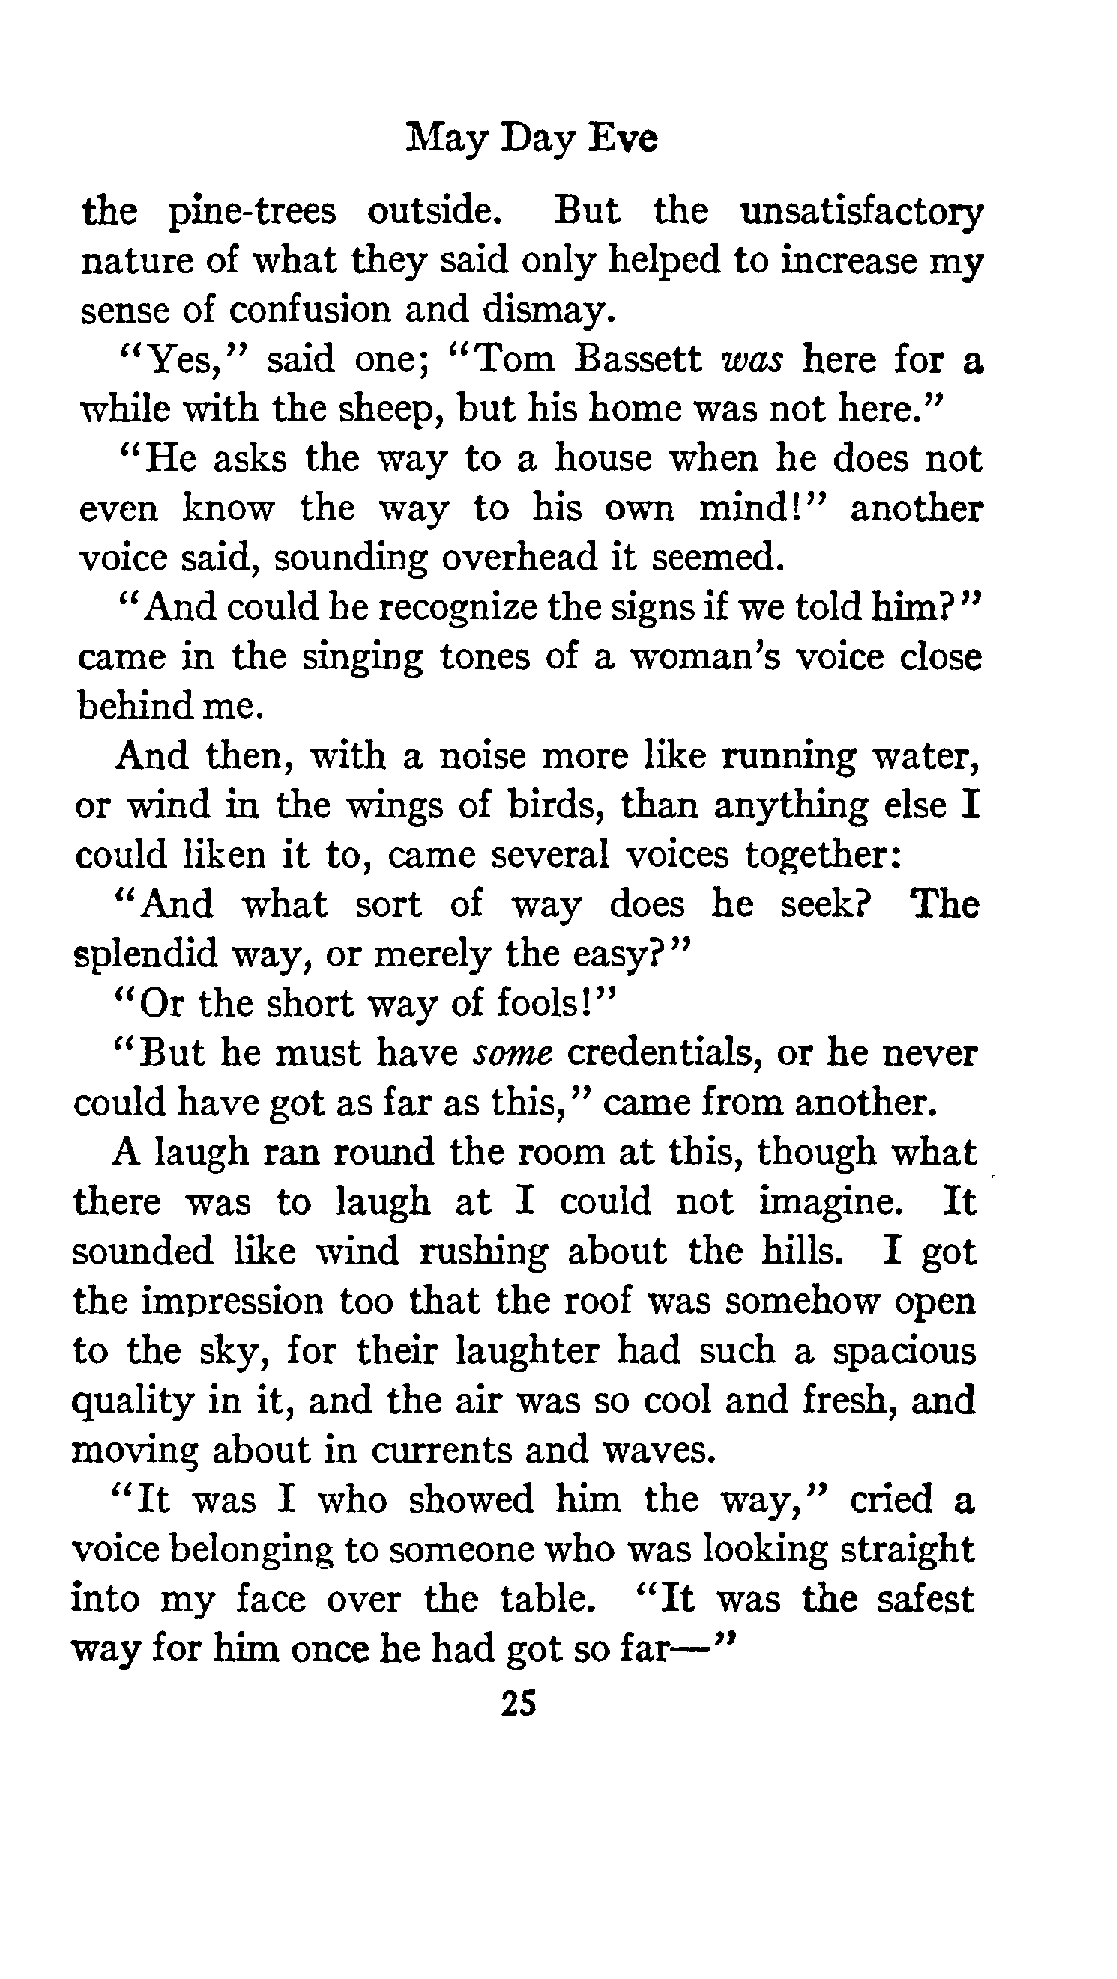 May Day Eve
the pine-trees outside. But the unsatisfactory
nature of what they said only helped to increase my
sense of confusion and dismay.
"Yes," said one; "Tom Bassett was here for a
while with the sheep, but his home was not here."
"He asks the way to a house when he does not
even know the way to his own mind!" another
voice said, sounding overhead it seemed.
"And could he recognize the signs if we told him?"
came in the singing tones of a woman's voice close
behind me.
And then, with a noise more like running water,
or wind in the wings of birds, than anything else I
could liken it to, came several voices together:
"And what sort of way does he seek? The
splendid way, or merely the easy?"
"Or the short way of fools!"
"But he must have some credentials, or he never
could have got as far as this," came from another.
A laugh ran round the room at this, though what
there was to laugh at I could not imagine. It
sounded like wind rushing about the hills. I got
the impression too that the roof was somehow open
to the sky, for their laughter had such a spacious
quality in it, and the air was so cool and fresh, and
moving about in currents and waves.
"It was I who showed him the way," cried a
voice belonging to someone who was looking straight
into my face over the table. "It was the safest
way for him once he had got so far—"
25